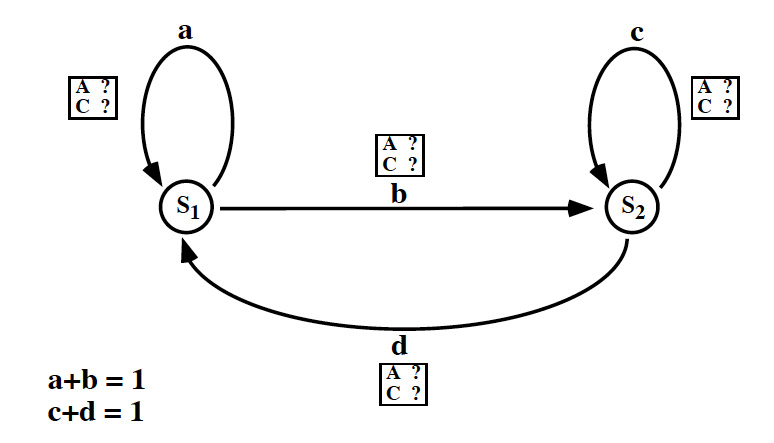 a
c
A ?
C ?
A ?
C ?
A ?
C ?
b
S1
S2
d
A ?
C ?
a+b = 1
c+d = 1